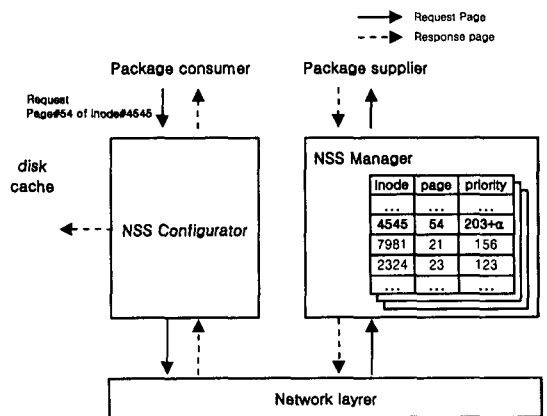 Request Page
Response page
Package consumer
Package supplier
Request
Page#54 of Inode#4545
disk
cache
NSS Configurator
NSS Manager
inode page priority
... ... ...
4545 54 203+α
7981 21 156
2324 23 123
... ... ...
Network layrer